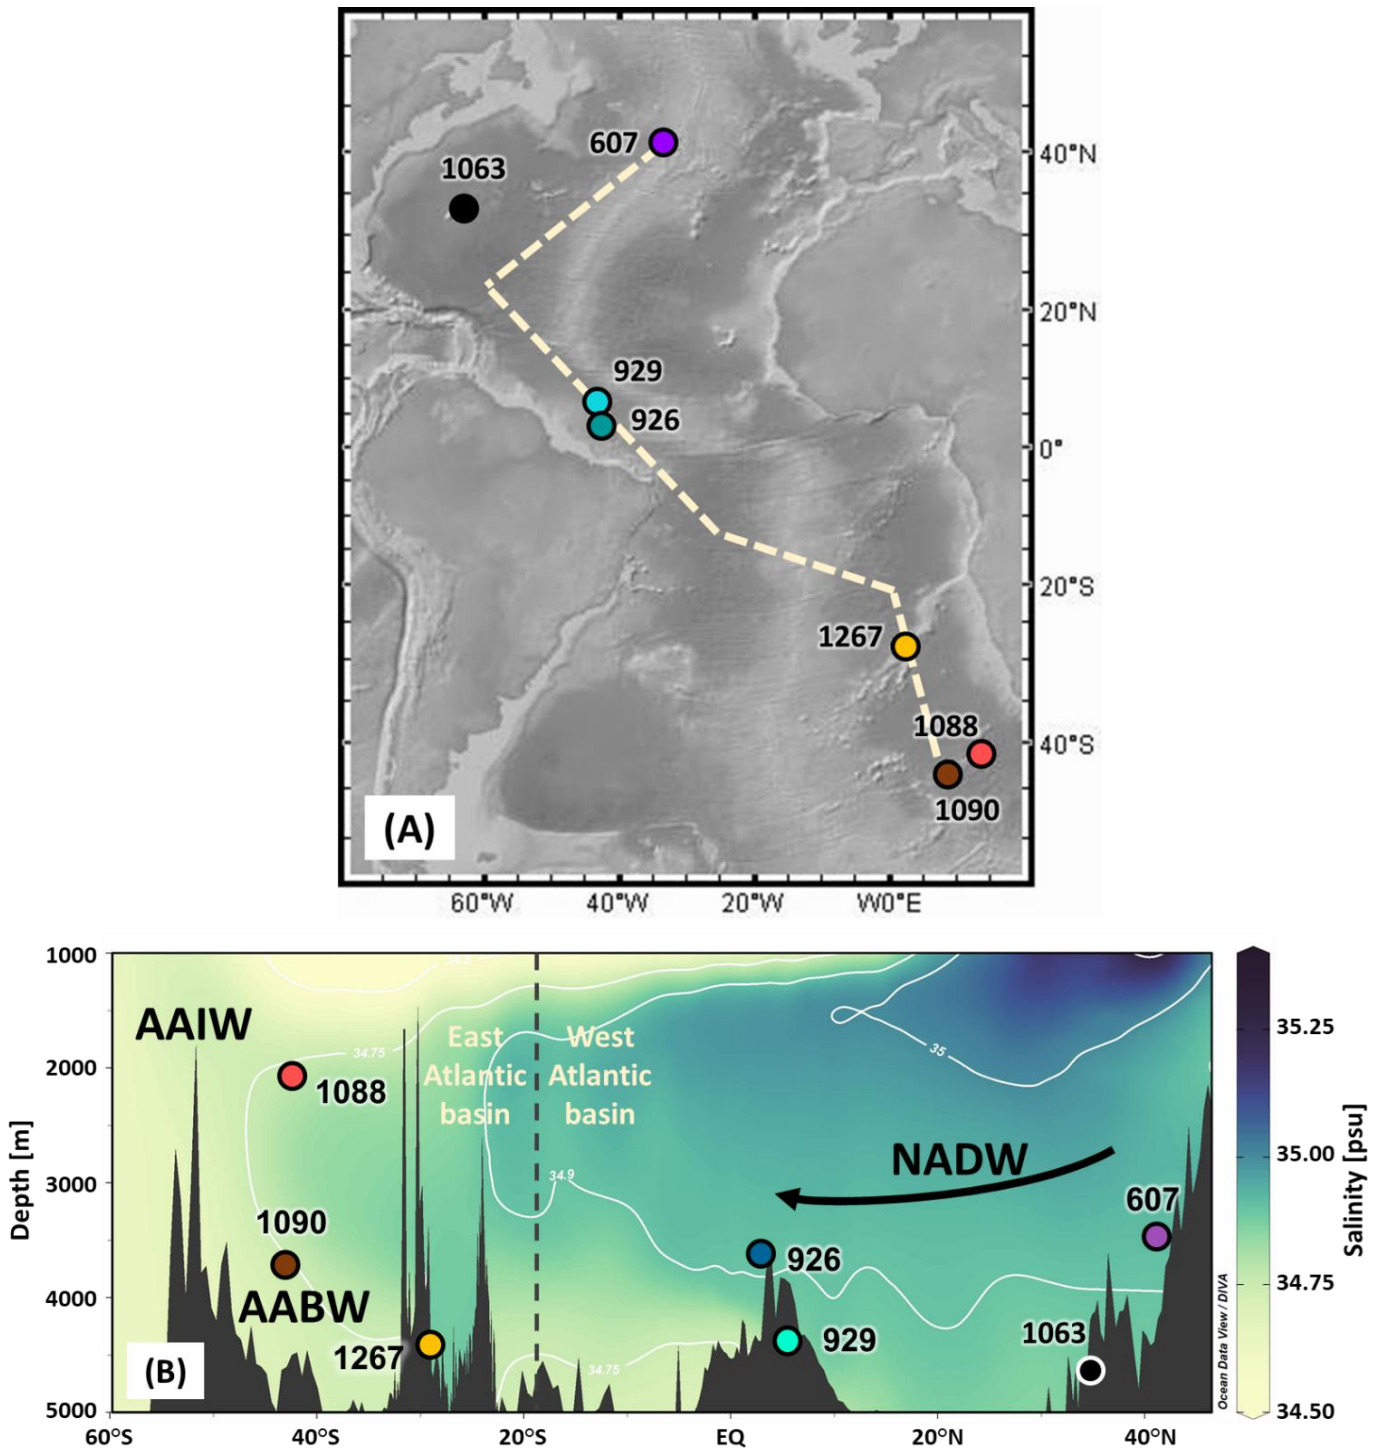 607
40°N
1063
20°N
929
926
0°
20°S
1267
1088
40°S
1090
(A)
60°W
40°W
20°W
W0°E
1000
AAIW
2000
34.75
East
West
Atlantic
Atlantic
basin
basin
35
35.25
1088
NADW
35.00
3000
34.9
607
1090
926
4000
AABW
34.75
1267
929
1063
(B)
34.75
5000
34.50
Depth [m]
Salinity [psu]
Ocean Data View / DIVA
60°S
40°S
20°S
EQ
20°N
40°N